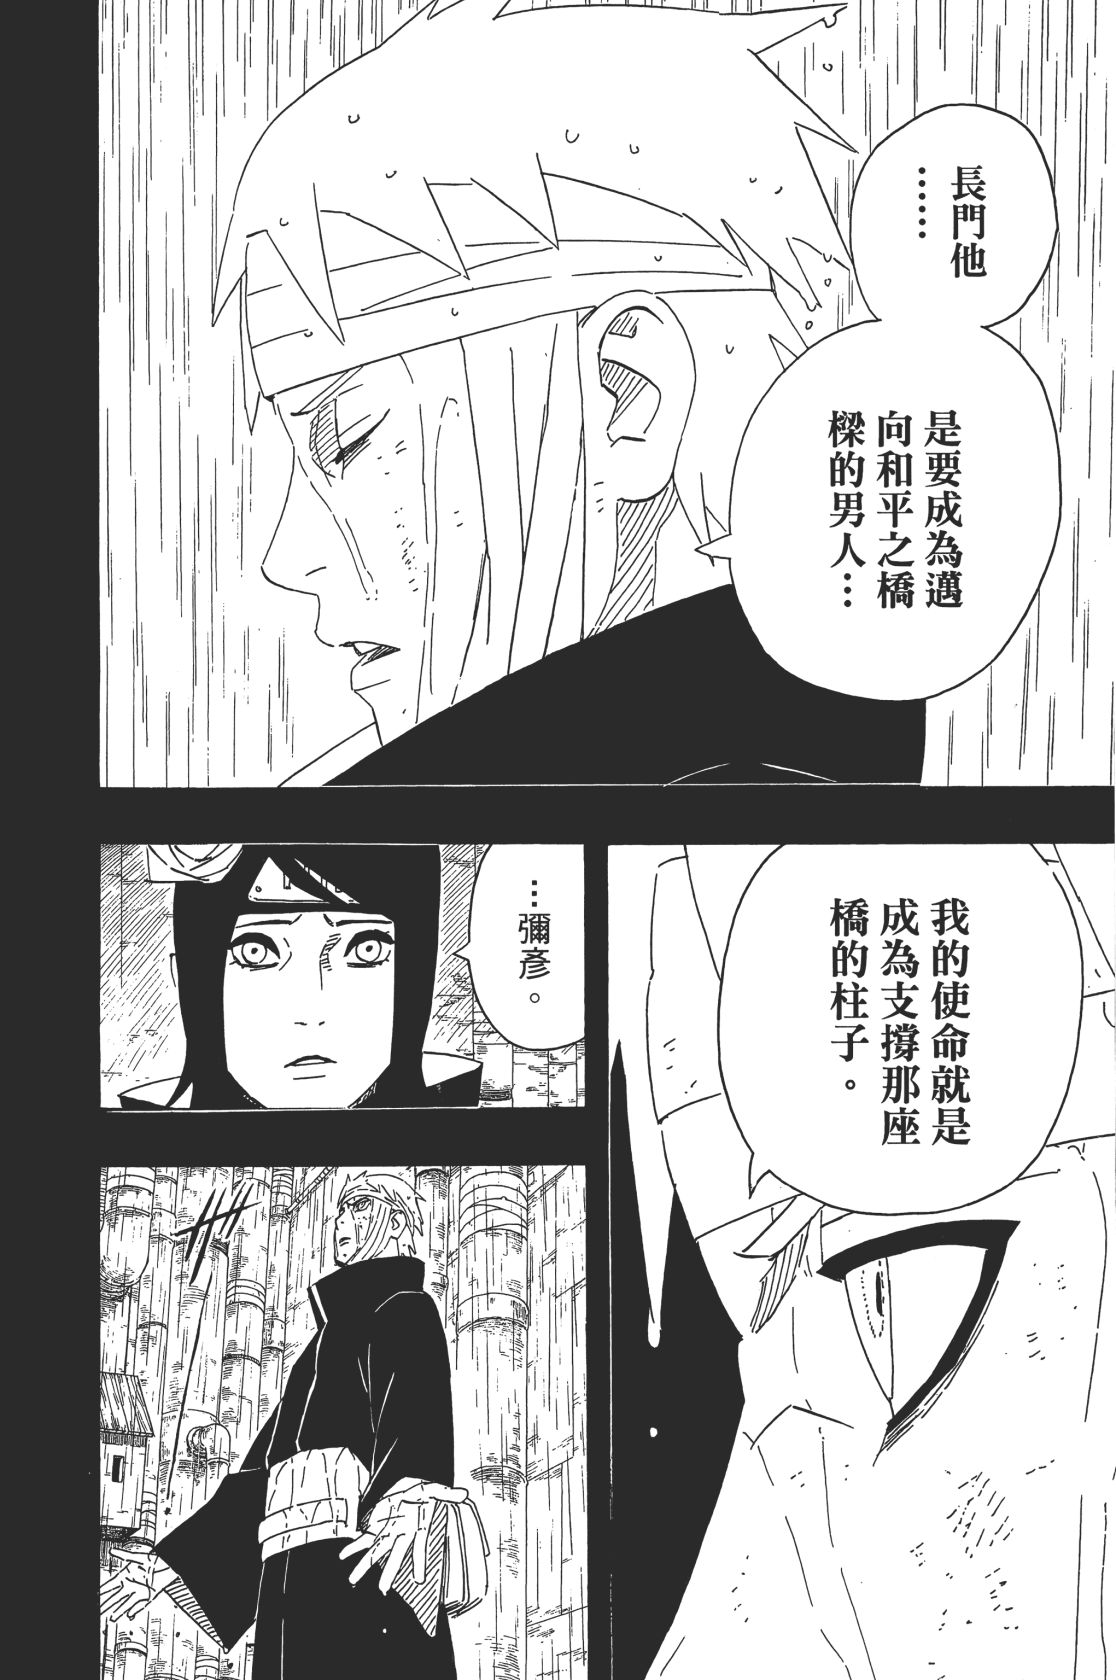 長門他
……
是要成為邁
向和平之橋
樑的男人…
我的使命就是
成為支撐那座
橋的柱子。
…彌彥。